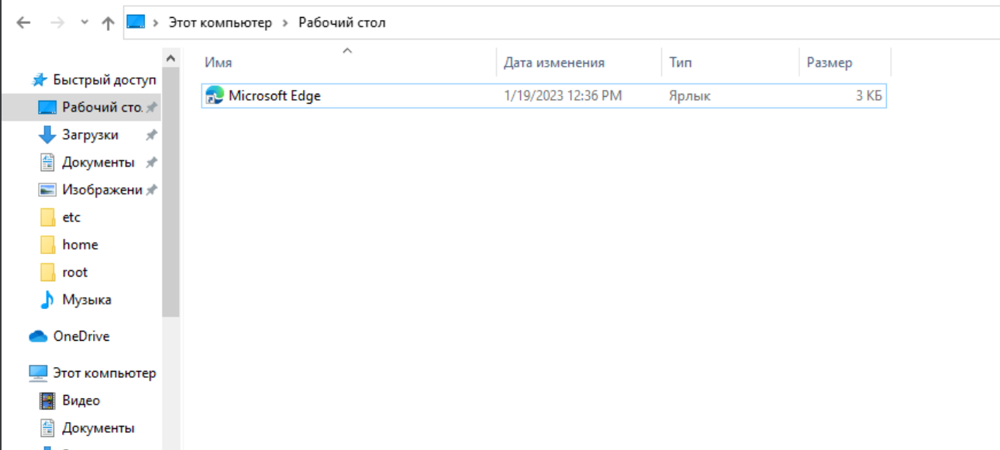 Этот компьютер > Рабочий стол
Имя Дата изменения Тип Размер
Microsoft Edge 1/19/2023 12:36 PM Ярлык 3 КБ
Быстрый доступ
Рабочий сто.
Загрузки
Документы
Изображени
etc
home
root
Музыка
OneDrive
Этот компьютер
Видео
Документы